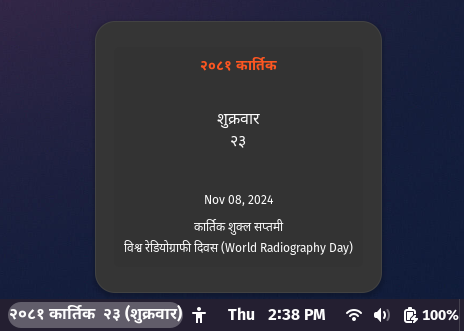 २०८१ कार्तिक
शुक्रवार
२३
Nov 08, 2024
कार्तिक शुक्ल सप्तमी
विश्व रेडियोग्राफी दिवस (World Radiography Day)
२०८१ कार्तिक २३ (शुक्रवार) Thu 2:38 PM 100%